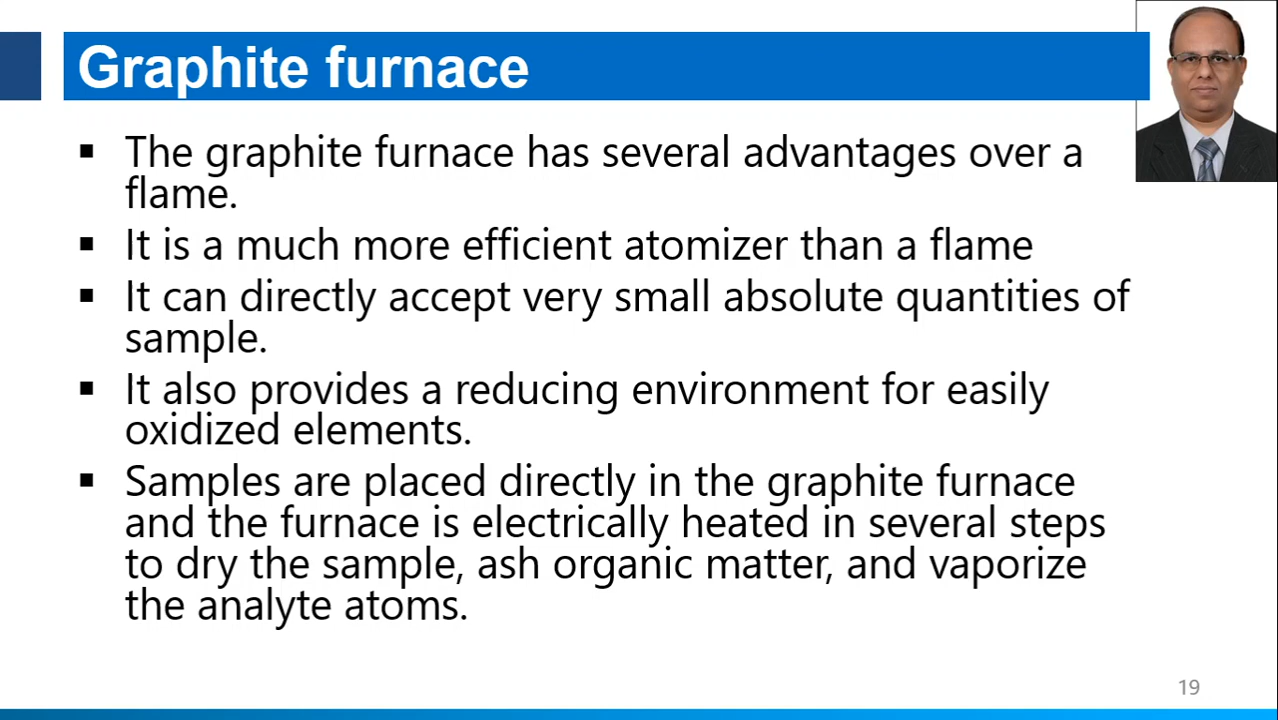 Graphite furnace
▪ The graphite furnace has several advantages over a
flame.
▪ It is a much more efficient atomizer than a flame
▪ It can directly accept very small absolute quantities of
sample.
▪ It also provides a reducing environment for easily
oxidized elements.
▪ Samples are placed directly in the graphite furnace
and the furnace is electrically heated in several steps
to dry the sample, ash organic matter, and vaporize
the analyte atoms.
19